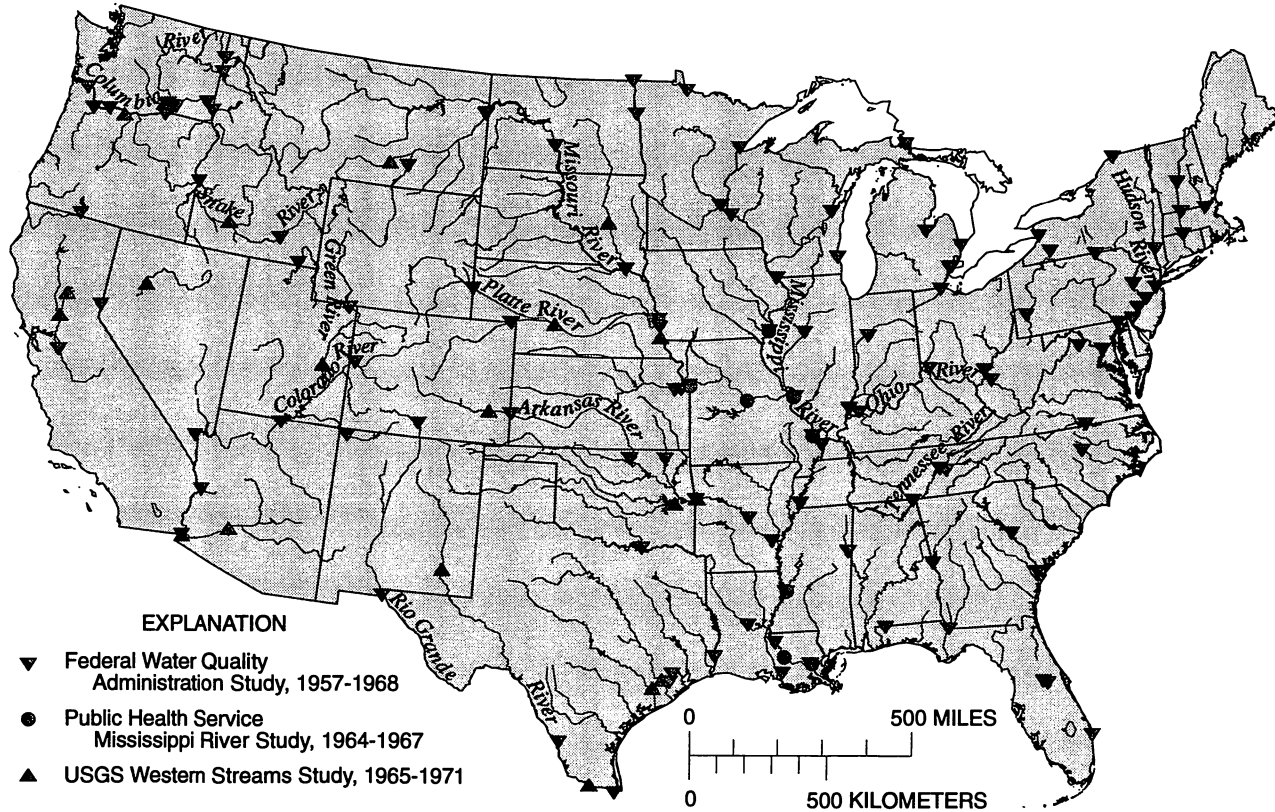 River
Columbia
Snake
River
Green River
Colorado River
Missouri
River
Platte River
Mississippi
River
Arkansas River
Ohio
River
Tennessee River
Hudson River
Rio Grande
River
EXPLANATION
Federal Water Quality
Administration Study, 1957-1968
Public Health Service
Mississippi River Study, 1964-1967
USGS Western Streams Study, 1965-1971
0
500 MILES
0
500 KILOMETERS